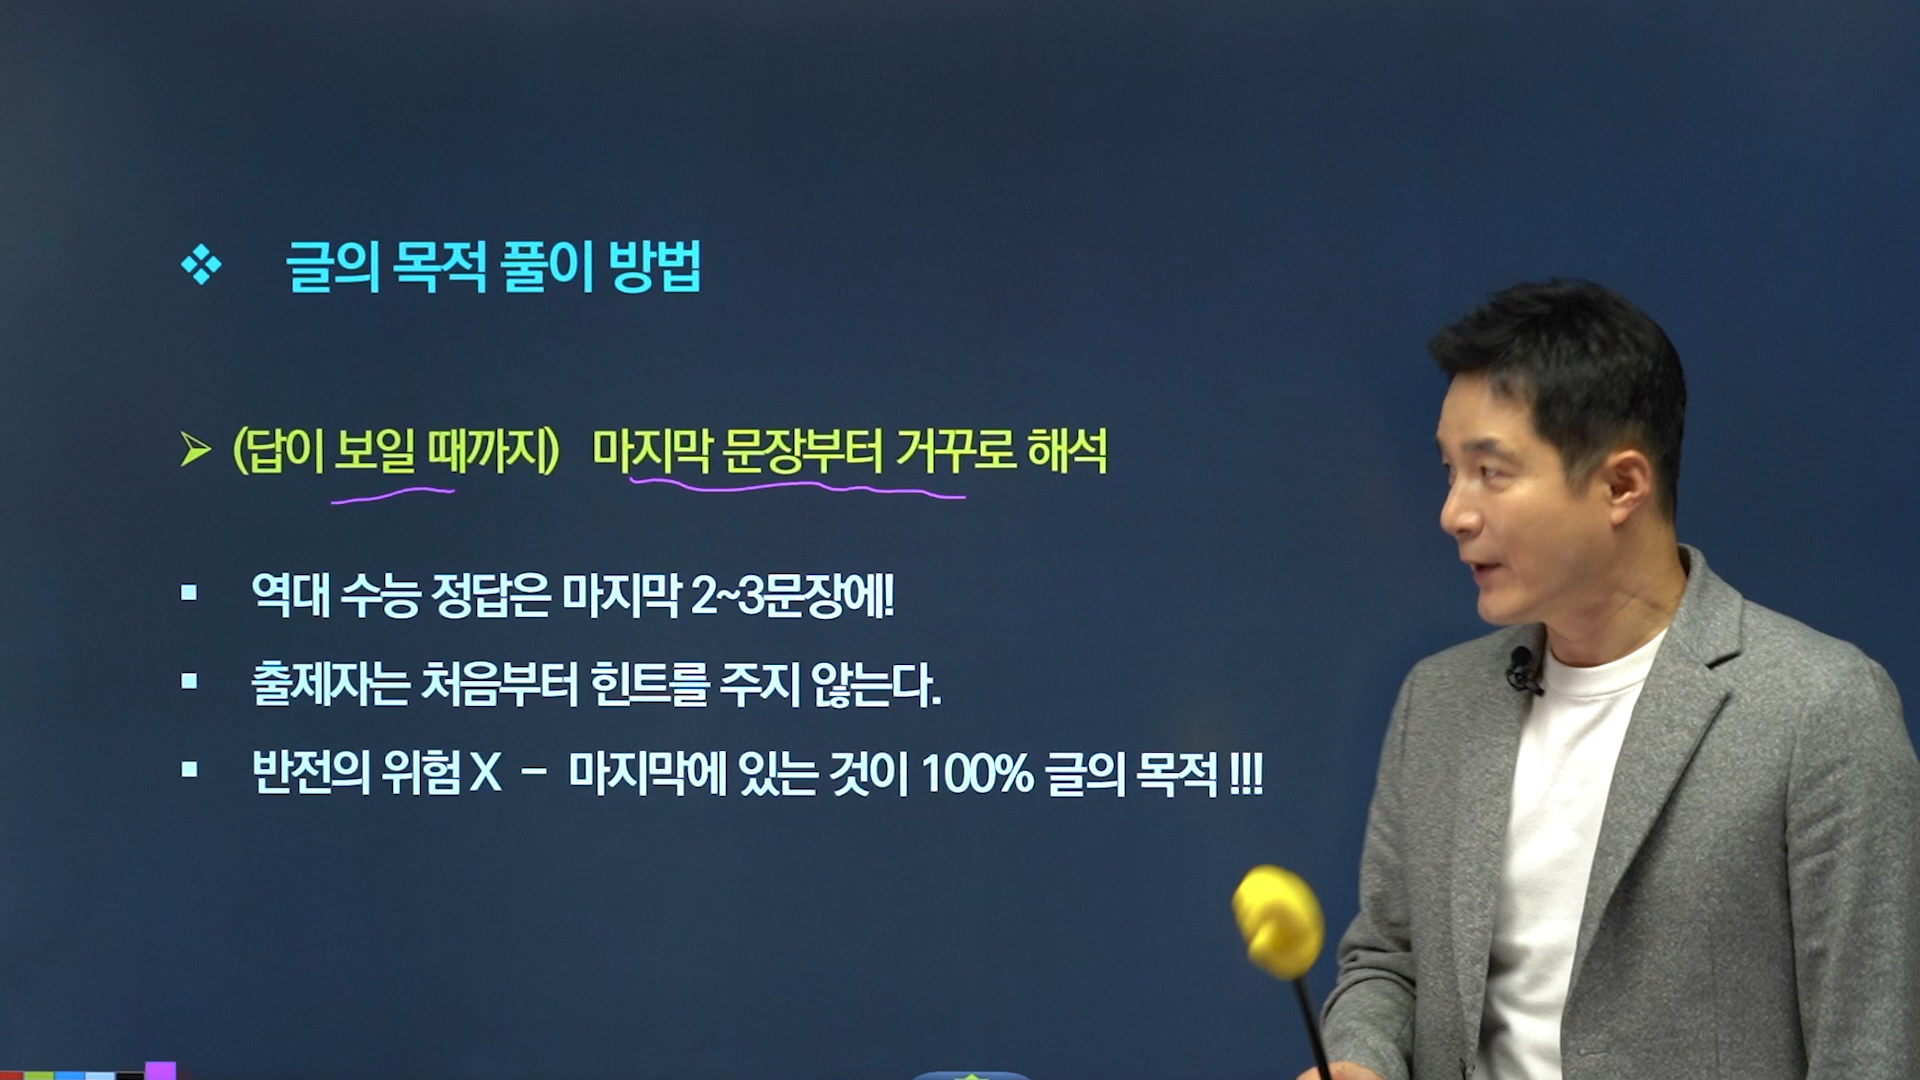 ❖ 글의 목적 풀이 방법
➢ (답이 보일 때까지) 마지막 문장부터 거꾸로 해석
▪ 역대 수능 정답은 마지막 2~3문장에!
▪ 출제자는 처음부터 힌트를 주지 않는다.
▪ 반전의 위험 X – 마지막에 있는 것이 100% 글의 목적 !!!